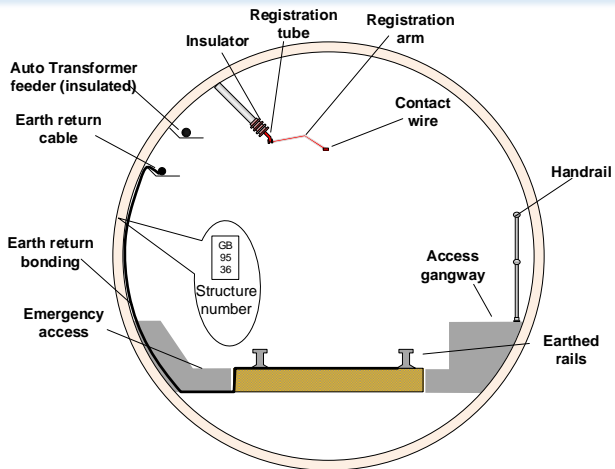 Registration
tube
Registration
arm
Insulator
Auto Transformer
feeder (insulated)
Contact
wire
Earth return
cable
Handrail
Earth return
bonding
GB
95
36
Structure
number
Access
gangway
Emergency
access
Earthed
rails